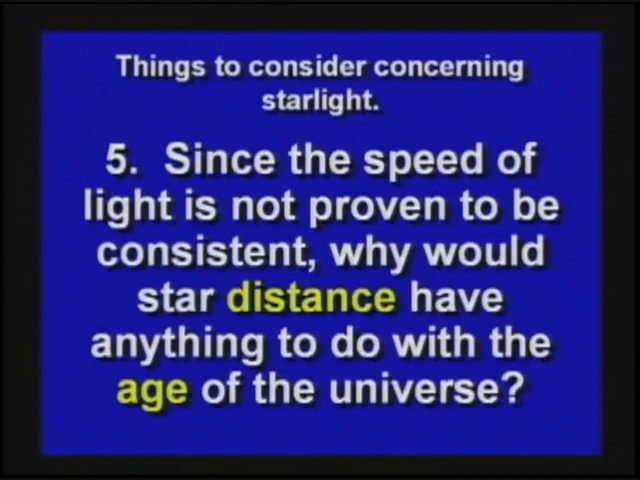 Things to consider concerning
starlight.
5. Since the speed of
light is not proven to be
consistent, why would
star distance have
anything to do with the
age of the universe?